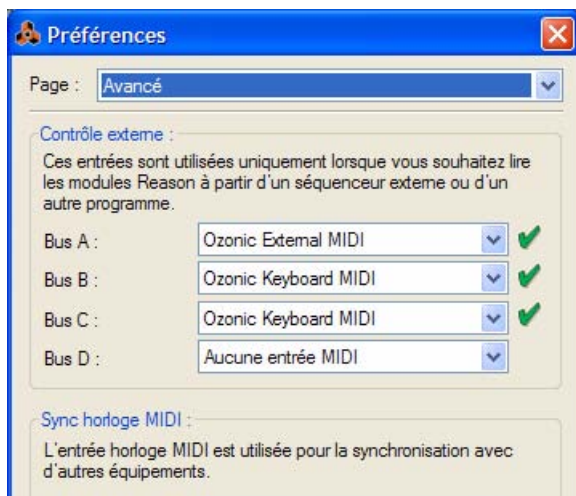 Préférences
Page : Avancé
Contrôle externe :
Ces entrées sont utilisées uniquement lorsque vous souhaitez lire
les modules Reason à partir d'un séquenceur externe ou d'un
autre programme.
Bus A : Ozonic External MIDI
Bus B : Ozonic Keyboard MIDI
Bus C : Ozonic Keyboard MIDI
Bus D : Aucune entrée MIDI
Sync horloge MIDI :
L'entrée horloge MIDI est utilisée pour la synchronisation avec
d'autres équipements.